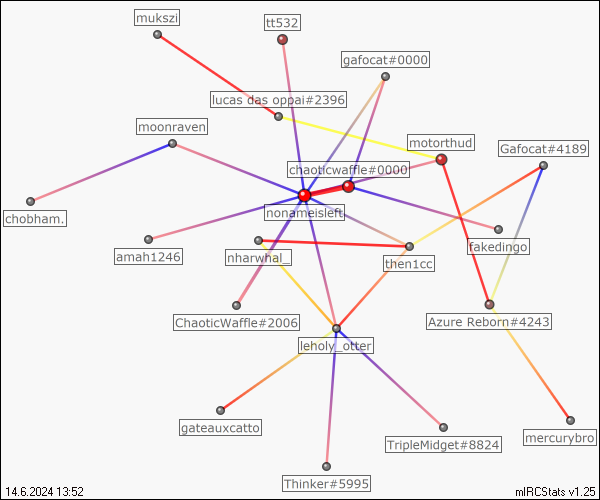 mukszi
tt532
gafocat#0000
lucas das oppai#2396
moonraven
motorthud
Gafocat#4189
chaoticwaffle#0000
nonameisleft
chobham.
amah1246
fakedingo
nharwhal_
then1cc
ChaoticWaffle#2006
Azure Reborn#4243
leholy_otter
gateauxcatto
TripleMidget#8824
mercurybro
Thinker#5995
14.6.2024 13:52
mIRCStats v1.25